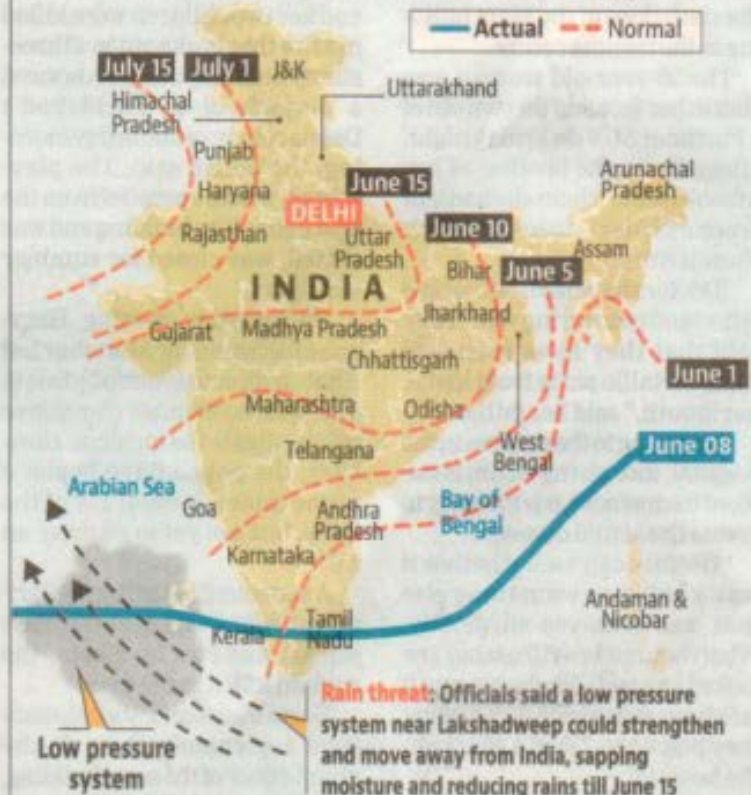 Actual Normal
July 15 July 1 J&K
Uttarakhand
Himachal
Pradesh
Punjab
Haryana
June 15
Arunachal
Pradesh
DELHI
Rajasthan
Uttar
Pradesh
June 10
Assam
Bihar
June 5
INDIA
Jharkhand
Gujarat
Madhya Pradesh
Chhattisgarh
June 1
Maharashtra
Odisha
Telangana
West
Bengal
June 08
Arabian Sea
Goa
Andhra
Pradesh
Bay of
Bengal
Karnataka
Andaman &
Nicobar
Kerala
Tamil
Nadu
Low pressure
system
Rain threat: Officials said a low pressure
system near Lakshadweep could strengthen
and move away from India, sapping
moisture and reducing rains till June 15